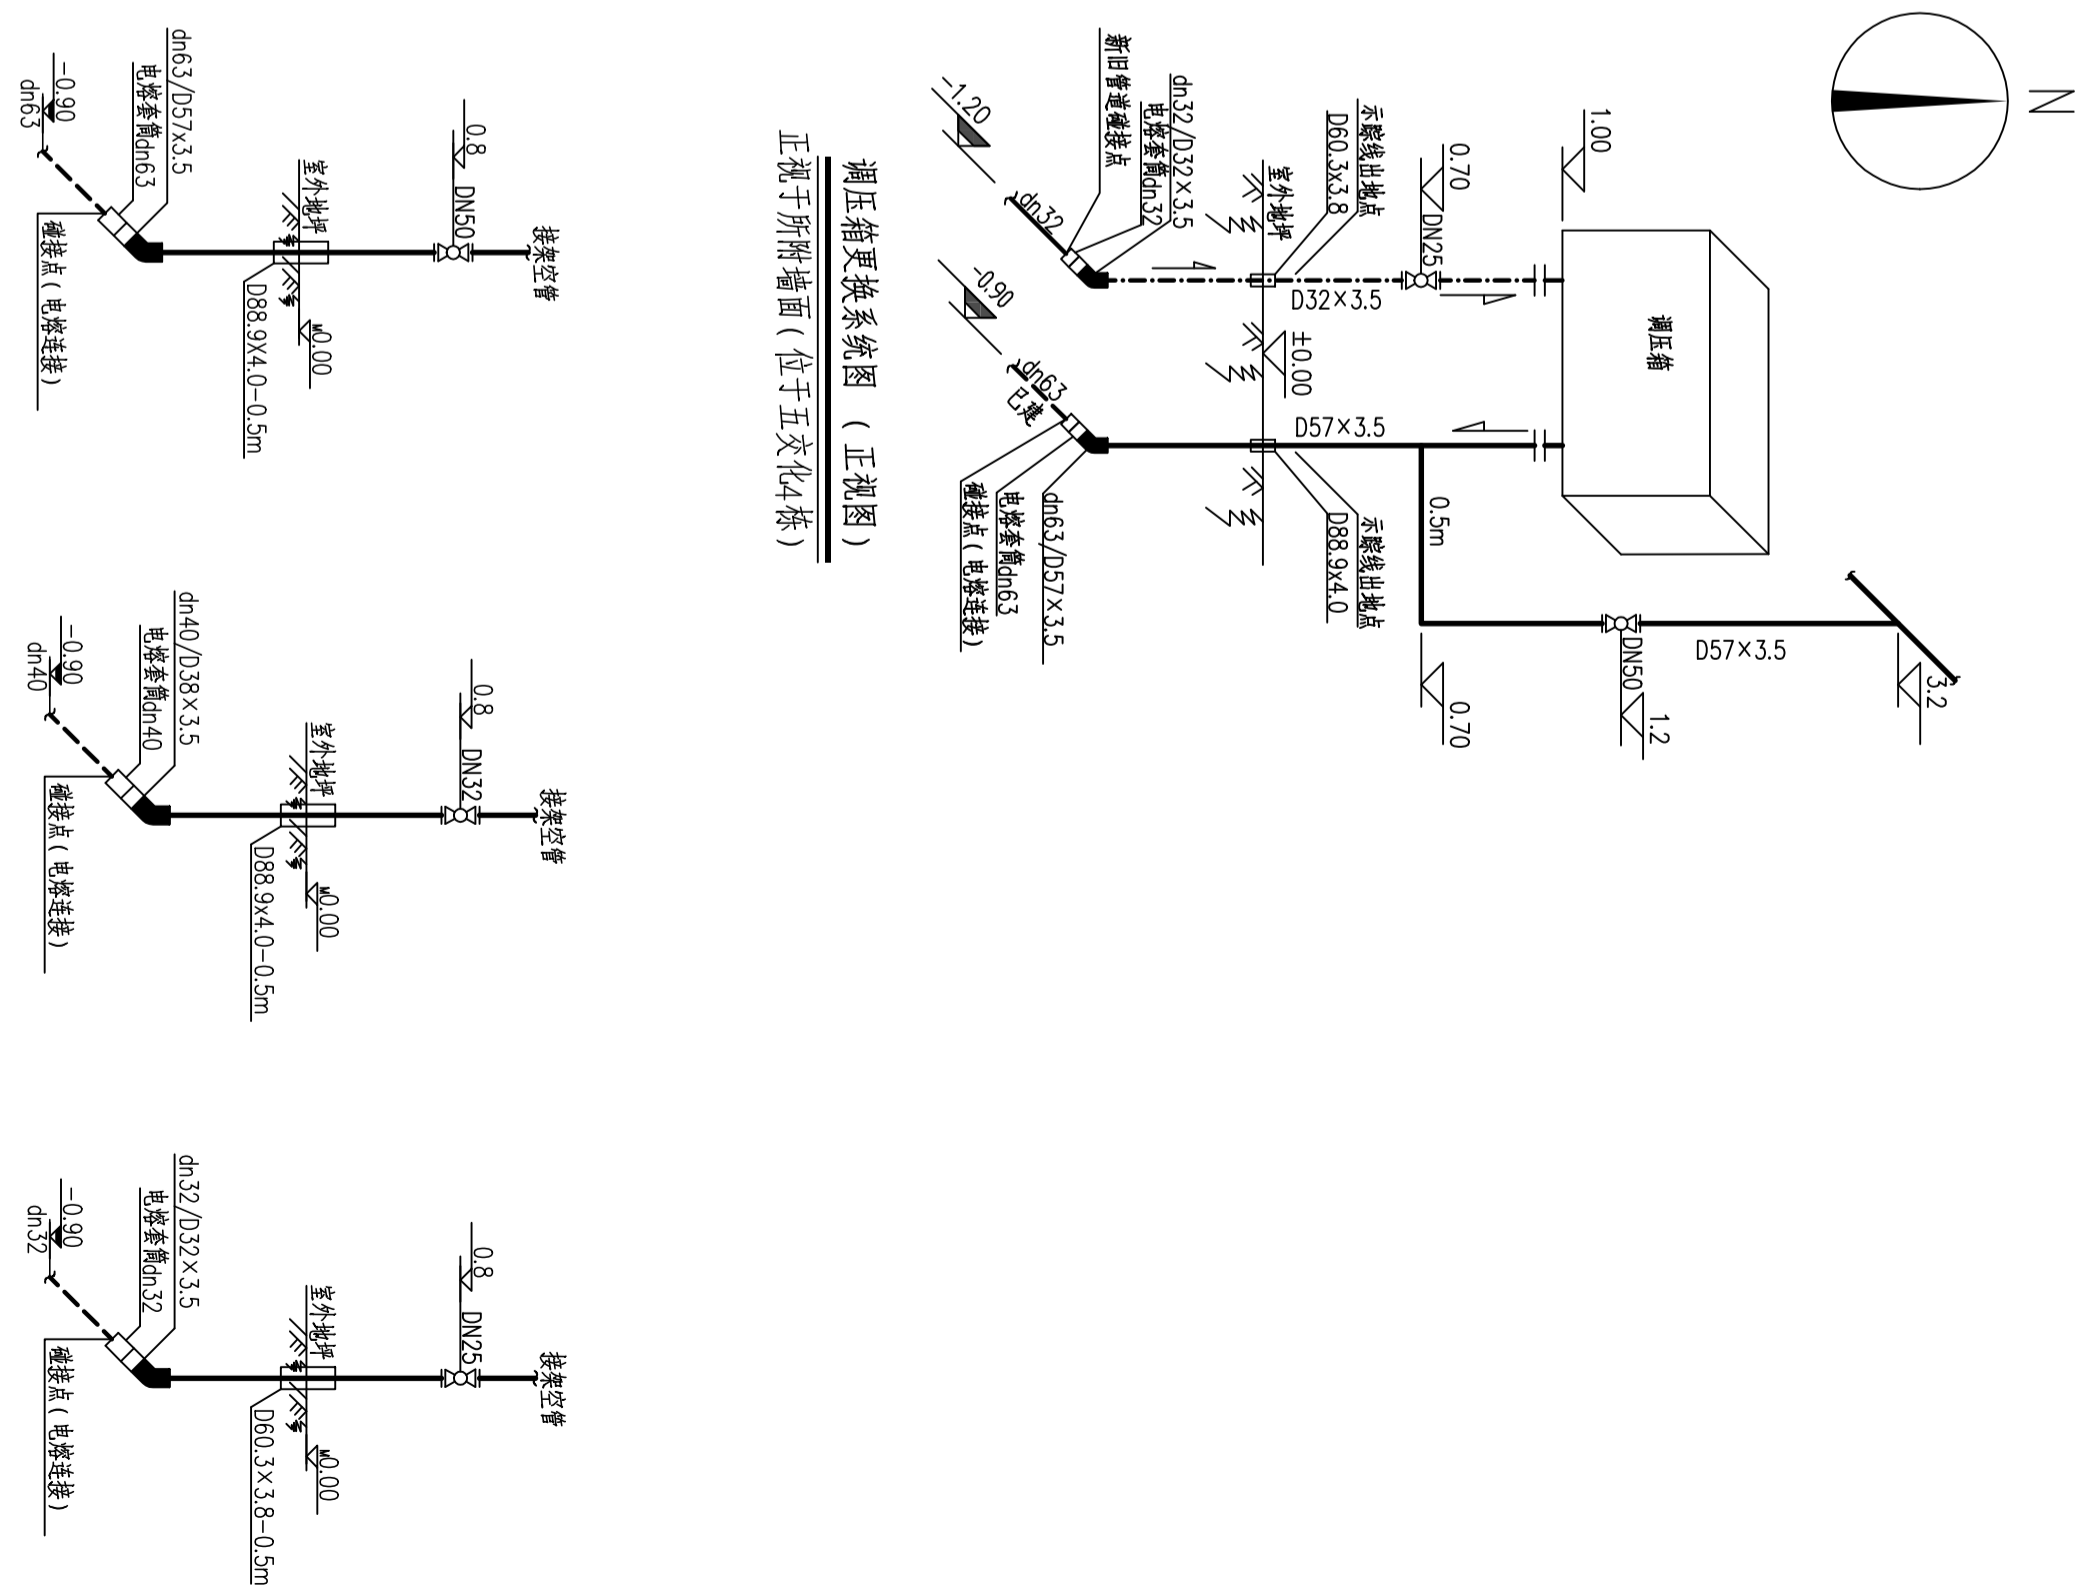 N
1.00
0.70
DN25
示踪线出地点
D60.3x3.8
室外地坪
dn32/D32×3.5
电熔套筒dn32
新旧管道碰接点
-1.20
dn32
D32×3.5
调压箱
±0.00
D57×3.5
-0.90
dn63
已建
0.5m
示踪线出地点
D88.9x4.0
dn63/D57×3.5
电熔套筒dn63
碰接点(电熔连接)
DN50
D57×3.5
3.2
1.2
0.70
调压箱更换系统图 (正视图)
正视于所附墙面(位于五交化4栋)
接架空管
0.8
DN50
室外地坪
0.00
D88.9X4.0-0.5m
dn63/D57x3.5
电熔套筒dn63
-0.90
dn63
碰接点(电熔连接)
接架空管
0.8
DN32
室外地坪
0.00
D88.9x4.0-0.5m
dn40/D38×3.5
电熔套筒dn40
-0.90
dn40
碰接点(电熔连接)
接架空管
0.8
DN25
室外地坪
0.00
D60.3×3.8-0.5m
dn32/D32×3.5
电熔套筒dn32
-0.90
dn32
碰接点(电熔连接)